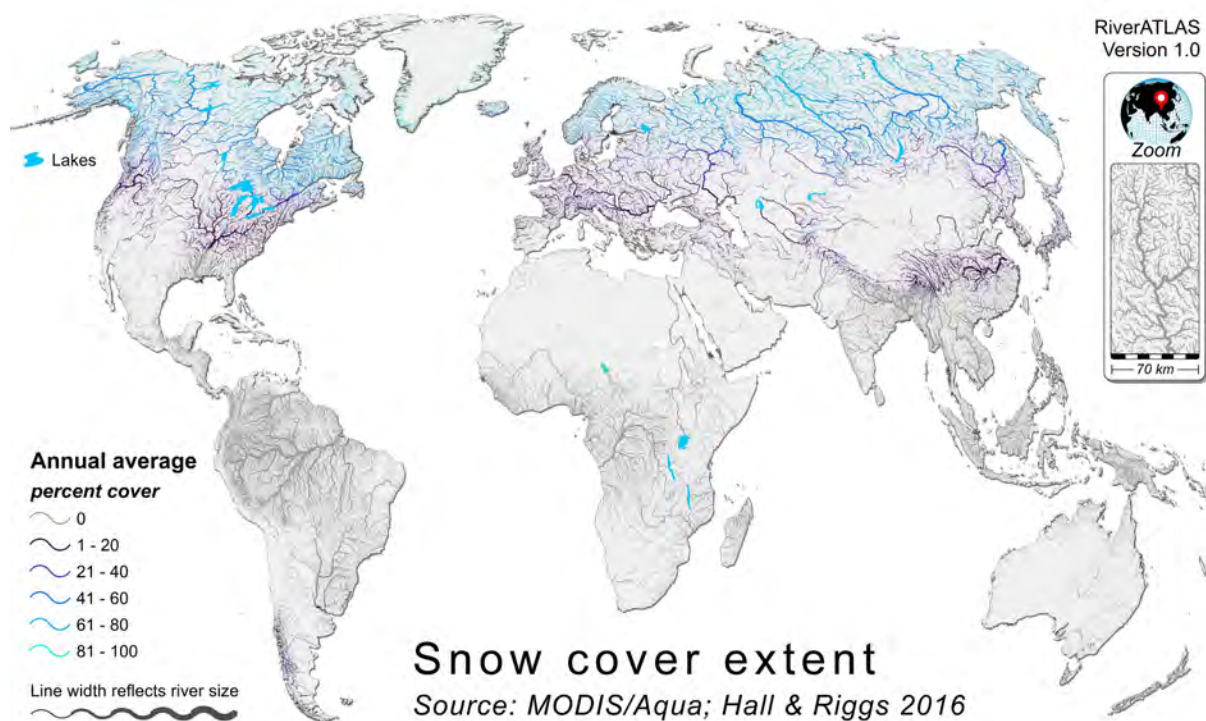 RiverATLAS
Version 1.0
Zoom
70 km
Lakes
Annual average
percent cover
0
1 - 20
21 - 40
41 - 60
61 - 80
81 - 100
Line width reflects river size
Snow cover extent
Source: MODIS/Aqua; Hall & Riggs 2016